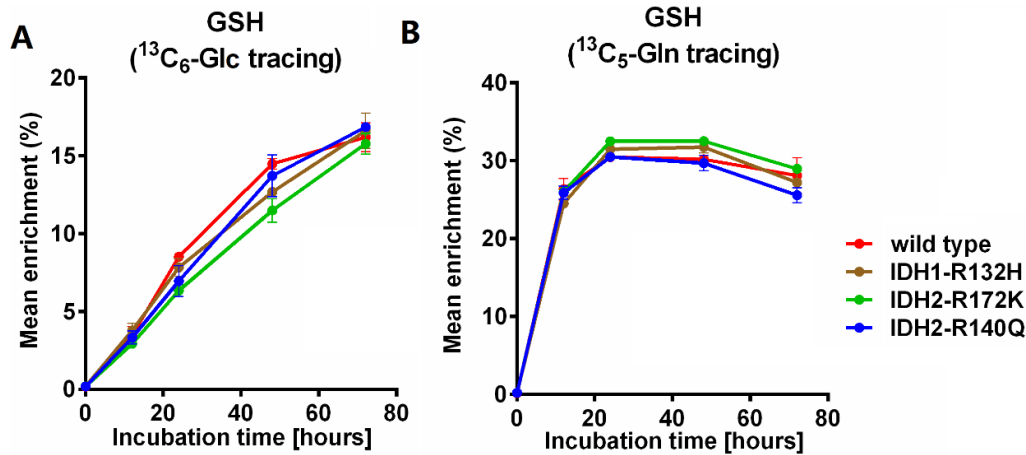 A
GSH
(¹³C₆-Glc tracing)
Mean enrichment (%)
20
15
10
5
0
0 20 40 60 80
Incubation time [hours]
B
GSH
(¹³C₅-Gln tracing)
Mean enrichment (%)
40
30
20
10
0
0 20 40 60 80
Incubation time [hours]
wild type
IDH1-R132H
IDH2-R172K
IDH2-R140Q